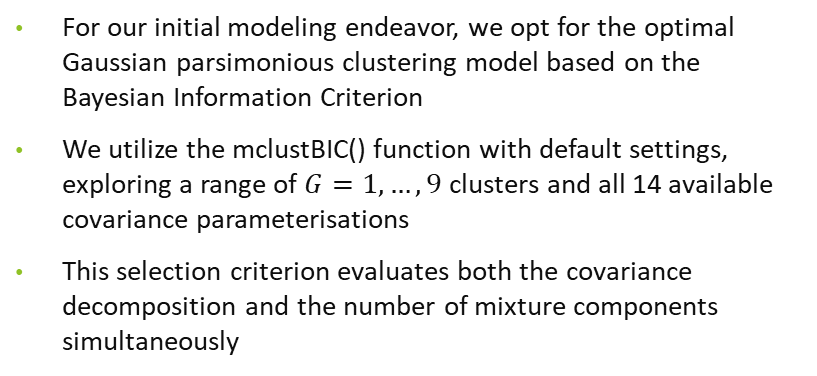 • For our initial modeling endeavor, we opt for the optimal
Gaussian parsimonious clustering model based on the
Bayesian Information Criterion
• We utilize the mclustBIC() function with default settings,
exploring a range of G = 1, … , 9 clusters and all 14 available
covariance parameterisations
• This selection criterion evaluates both the covariance
decomposition and the number of mixture components
simultaneously